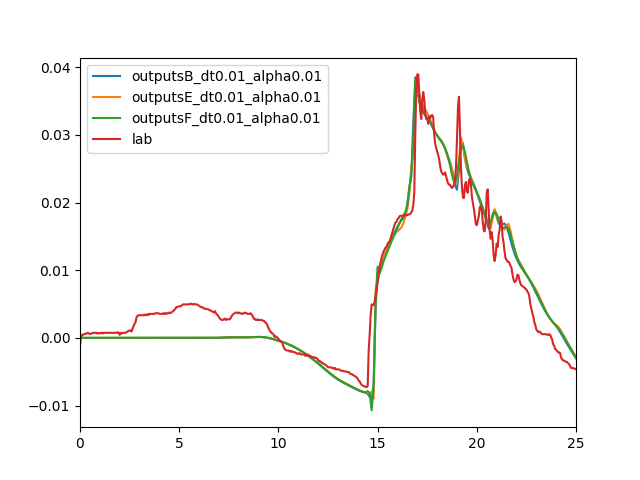 outputsB_dt0.01_alpha0.01
outputsE_dt0.01_alpha0.01
outputsF_dt0.01_alpha0.01
lab
0.04
0.03
0.02
0.01
0.00
−0.01
0 5 10 15 20 25